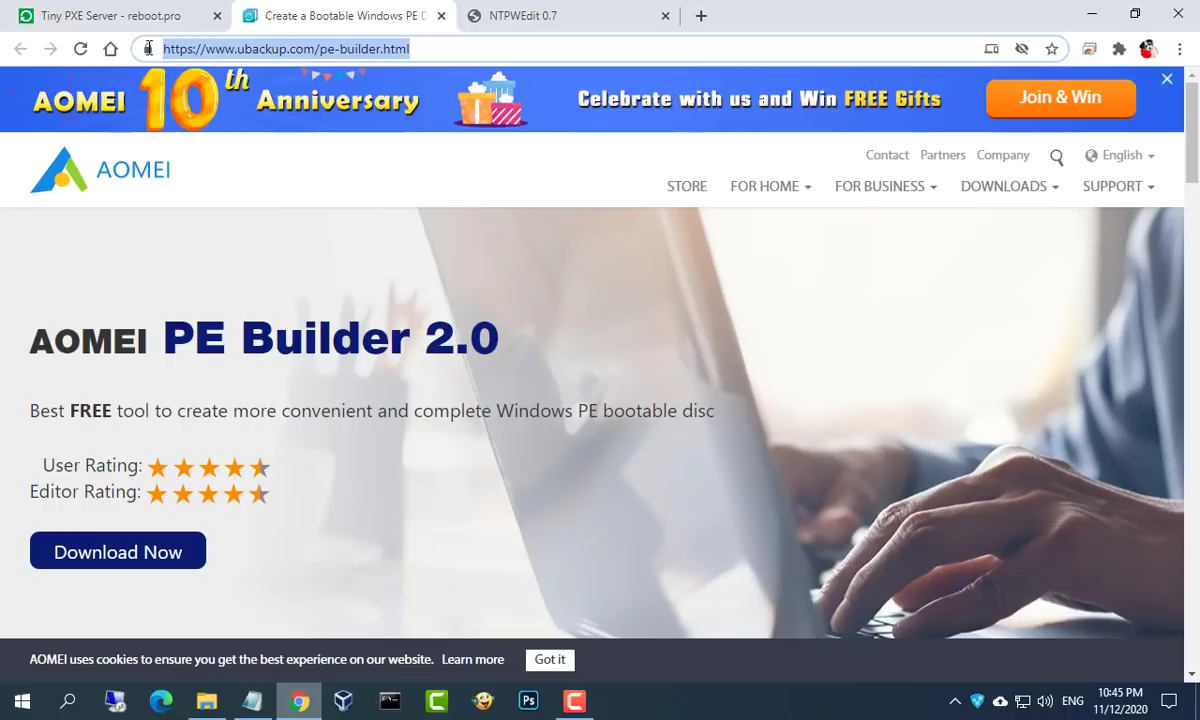 Tiny PXE Server - reboot.pro
Create a Bootable Windows PE D
NTPWEdit 0.7
https://www.ubackup.com/pe-builder.html
AOMEI 10th Anniversary
Celebrate with us and Win FREE Gifts
Join & Win
AOMEI
Contact Partners Company English
STORE FOR HOME FOR BUSINESS DOWNLOADS SUPPORT
AOMEI PE Builder 2.0
Best FREE tool to create more convenient and complete Windows PE bootable disc
User Rating:
Editor Rating:
Download Now
AOMEI uses cookies to ensure you get the best experience on our website. Learn more Got it
Ps
ENG
10:45 PM
11/12/2020